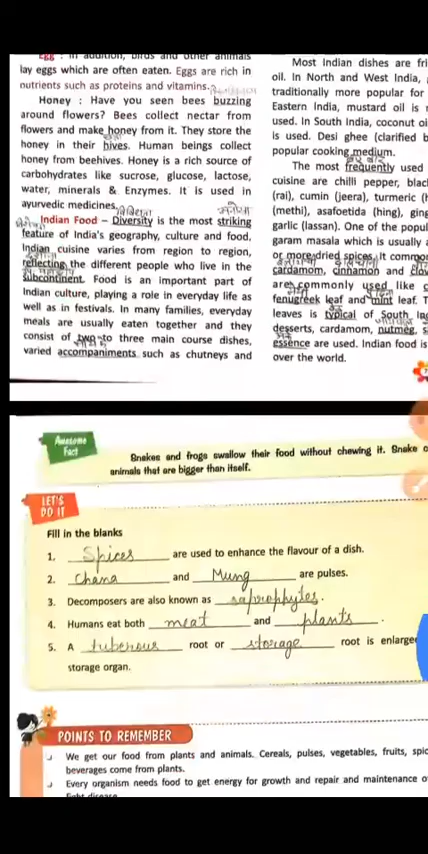 Egg : In addition, birds and other animals
lay eggs which are often eaten. Eggs are rich in
nutrients such as proteins and vitamins.
Honey : Have you seen bees buzzing
around flowers? Bees collect nectar from
flowers and make honey from it. They store the
honey in their hives. Human beings collect
honey from beehives. Honey is a rich source of
carbohydrates like sucrose, glucose, lactose,
water, minerals & Enzymes. It is used in
ayurvedic medicines.
Indian Food – Diversity is the most striking
feature of India's geography, culture and food.
Indian cuisine varies from region to region,
reflecting the different people who live in the
subcontinent. Food is an important part of
Indian culture, playing a role in everyday life as
well as in festivals. In many families, everyday
meals are usually eaten together and they
consist of two to three main course dishes,
varied accompaniments such as chutneys and
Most Indian dishes are fri
oil. In North and West India,
traditionally more popular for
Eastern India, mustard oil is
used. In South India, coconut oi
is used. Desi ghee (clarified b
popular cooking medium.
The most frequently used
cuisine are chilli pepper, blac
(rai), cumin (jeera), turmeric (h
(methi), asafoetida (hing), ging
garlic (lassan). One of the popul
garam masala which is usually a
or more dried spices. It commo
cardamom, cinnamon and clov
are commonly used like c
fenugreek leaf and mint leaf. T
leaves is typical of South In
desserts, cardamom, nutmeg, s
essence are used. Indian food is
over the world.
Awesome
Fact
Snakes and frogs swallow their food without chewing it. Snake c
animals that are bigger than itself.
LET'S
DO IT
Fill in the blanks
1. Spices are used to enhance the flavour of a dish.
2. Chana and Mung are pulses.
3. Decomposers are also known as saprophytes.
4. Humans eat both meat and plants.
5. A tuberous root or storage root is enlarge
storage organ.
POINTS TO REMEMBER
We get our food from plants and animals. Cereals, pulses, vegetables, fruits, spic
beverages come from plants.
Every organism needs food to get energy for growth and repair and maintenance o
fight disease